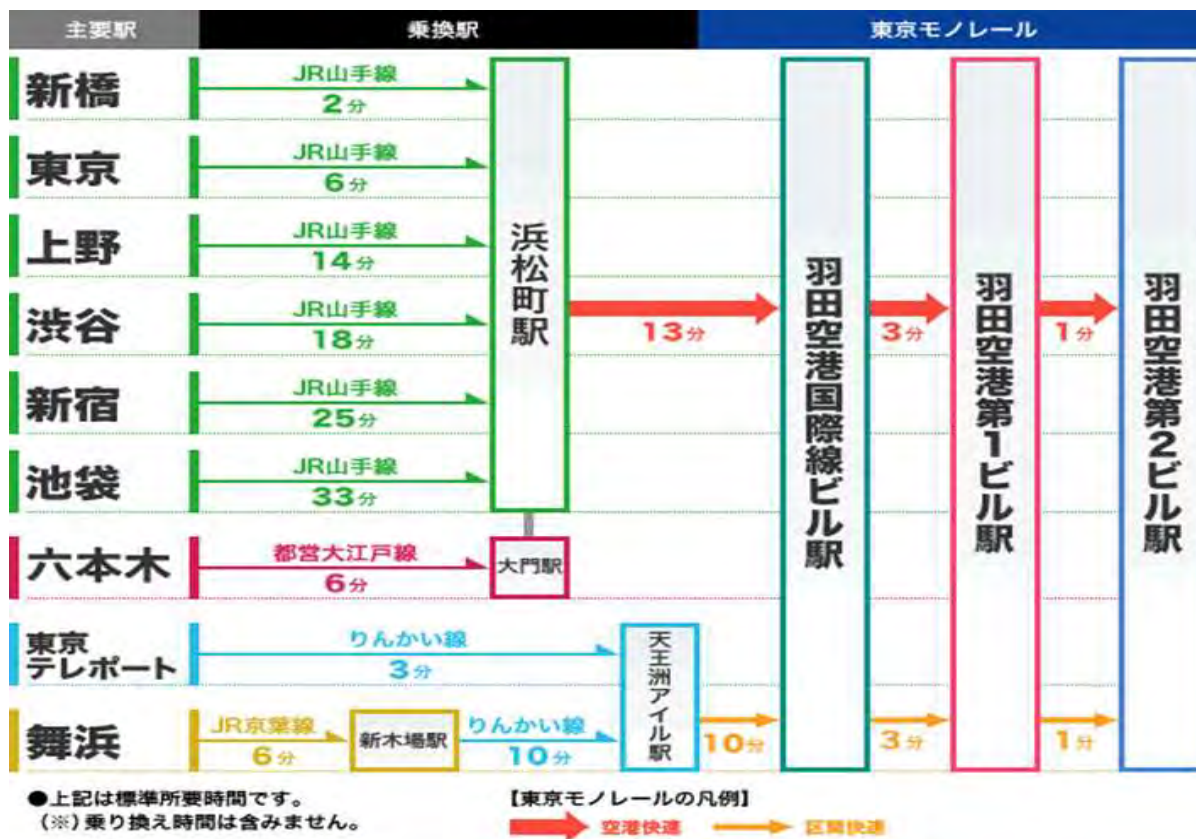 主要駅
乗換駅
東京モノレール
新橋
JR山手線
2分
東京
JR山手線
6分
上野
JR山手線
14分
渋谷
JR山手線
18分
新宿
JR山手線
25分
池袋
JR山手線
33分
浜松町駅
13分
羽田空港国際線ビル駅
3分
羽田空港第1ビル駅
1分
羽田空港第2ビル駅
六本木
都営大江戸線
6分
大門駅
東京
テレポート
りんかい線
3分
天王洲アイル駅
舞浜
JR京葉線
6分
新木場駅
りんかい線
10分
10分
3分
1分
●上記は標準所要時間です。
(※)乗り換え時間は含みません。
【東京モノレールの凡例】
空港快速
区間快速